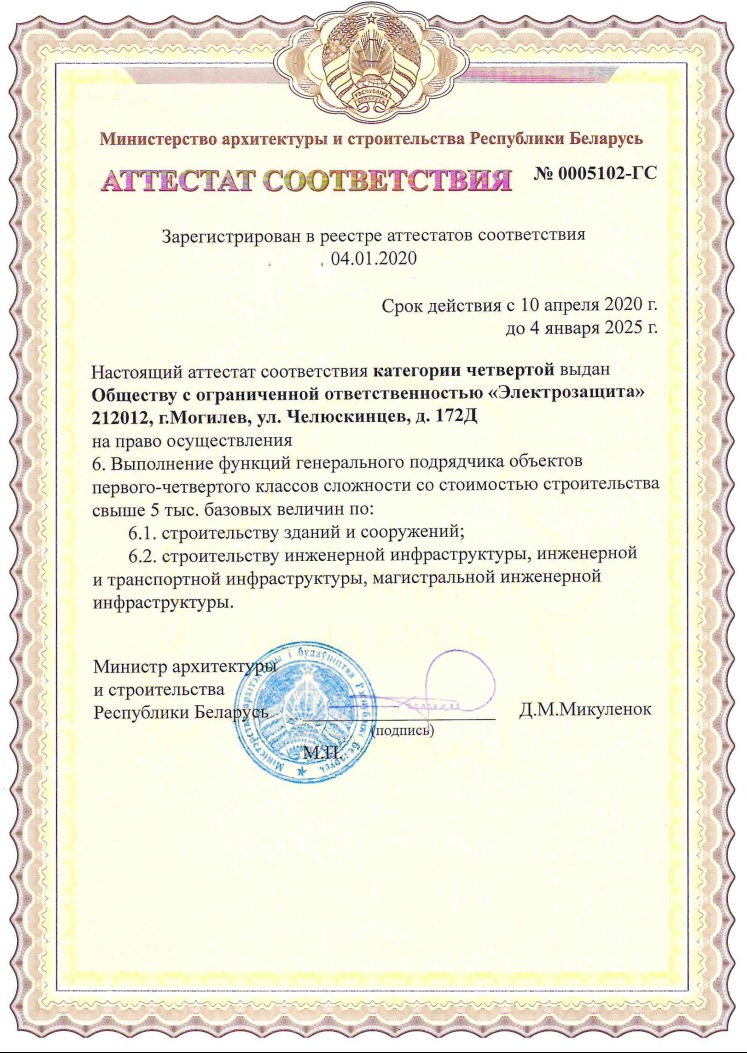 РЭСПУБЛІКА
БЕЛАРУСЬ
Министерство архитектуры и строительства Республики Беларусь
АТТЕСТАТ СООТВЕТСТВИЯ № 0005102-ГС
Зарегистрирован в реестре аттестатов соответствия
04.01.2020
Срок действия с 10 апреля 2020 г.
до 4 января 2025 г.
Настоящий аттестат соответствия категории четвертой выдан
Обществу с ограниченной ответственностью «Электрозащита»
212012, г.Могилев, ул. Челюскинцев, д. 172Д
на право осуществления
6. Выполнение функций генерального подрядчика объектов
первого-четвертого классов сложности со стоимостью строительства
свыше 5 тыс. базовых величин по:
6.1. строительству зданий и сооружений;
6.2. строительству инженерной инфраструктуры, инженерной
и транспортной инфраструктуры, магистральной инженерной
инфраструктуры.
Министр архитектуры
и строительства
Республики Беларусь
Д.М.Микуленок
(подпись)
М.П.
Міністэрства архітэктуры і будаўніцтва Рэспублікі Беларусь